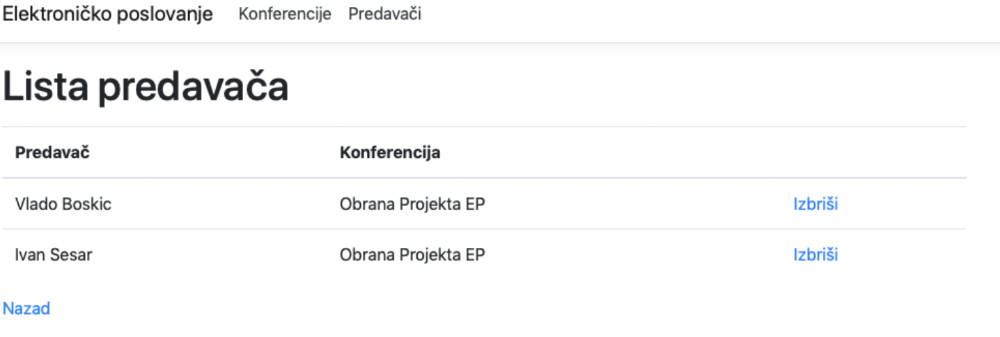 Elektroničko poslovanje Konferencije Predavači
Lista predavača
Predavač Konferencija
Vlado Boskic Obrana Projekta EP Izbriši
Ivan Sesar Obrana Projekta EP Izbriši
Nazad